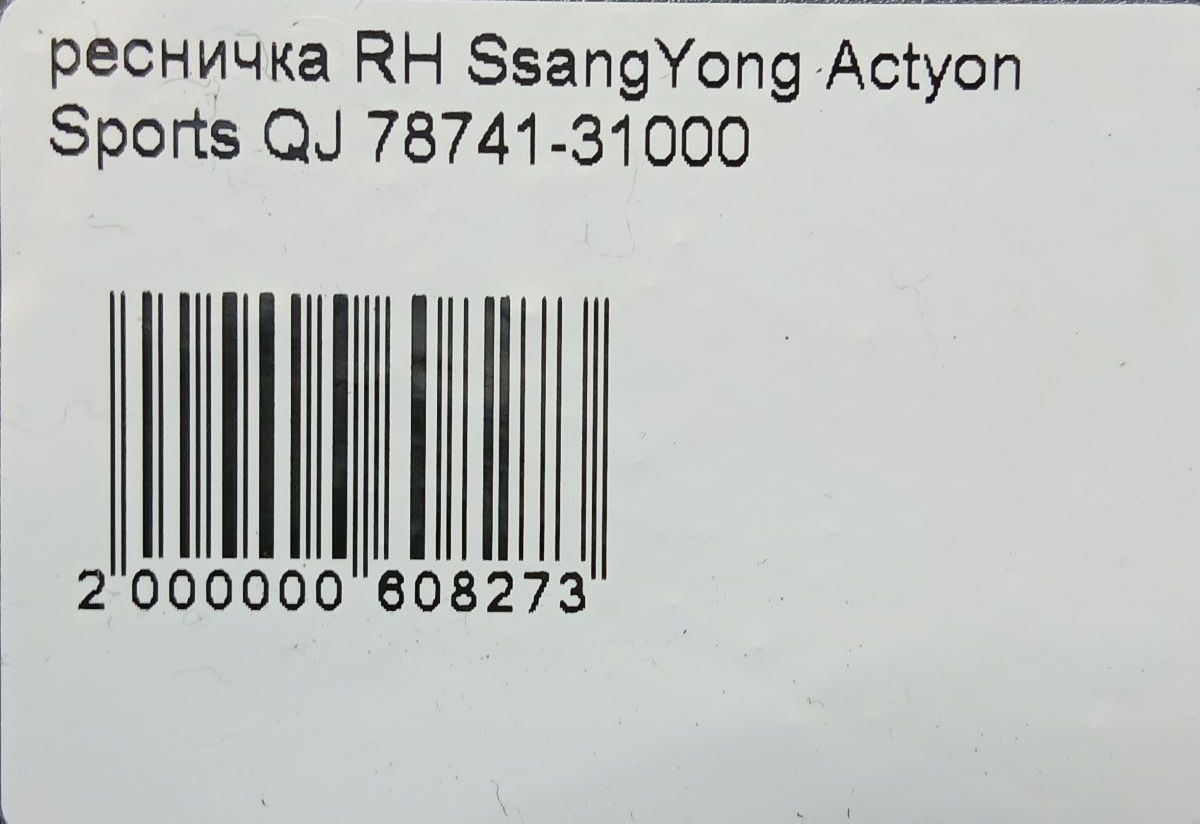 ресничка RH SsangYong Actyon
Sports QJ 78741-31000
2 000000 608273